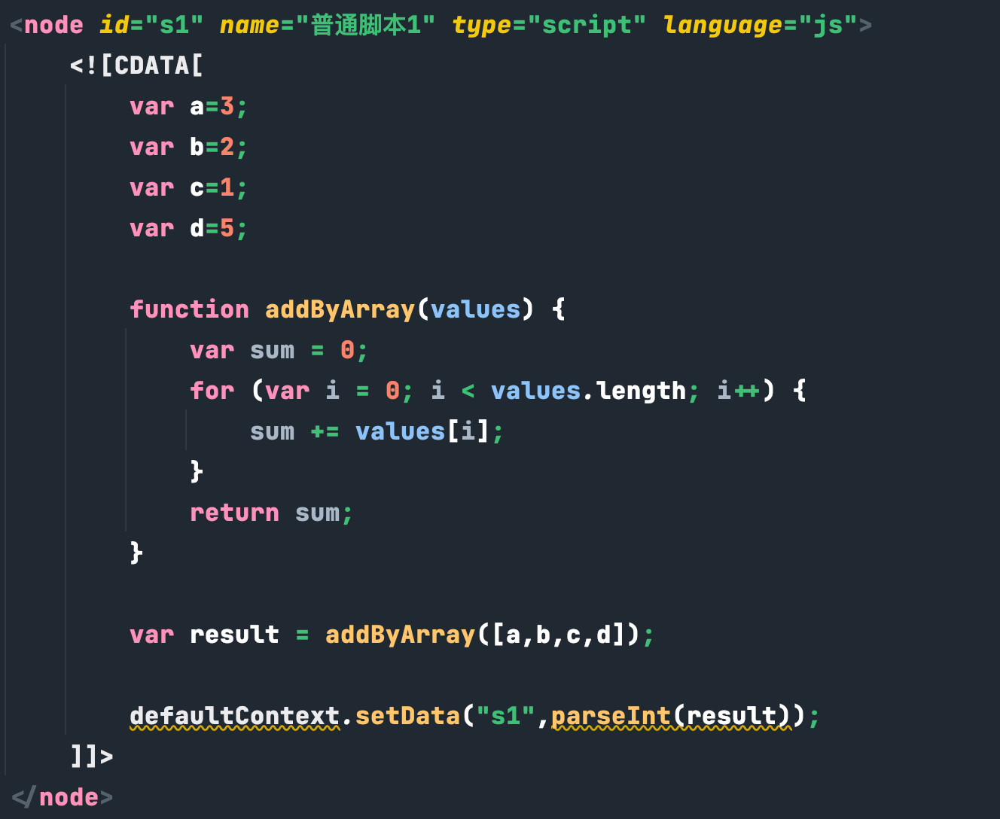 <node id="s1" name="普通脚本1" type="script" language="js">
    <![CDATA[
        var a=3;
        var b=2;
        var c=1;
        var d=5;

        function addByArray(values) {
            var sum = 0;
            for (var i = 0; i < values.length; i++) {
                sum += values[i];
            }
            return sum;
        }

        var result = addByArray([a,b,c,d]);

        defaultContext.setData("s1",parseInt(result));
    ]]>
</node>